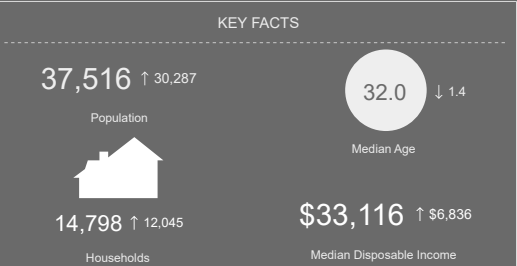 KEY FACTS
37,516 ↑ 30,287
Population
32.0 ↓ 1.4
Median Age
14,798 ↑ 12,045
Households
$33,116 ↑ $6,836
Median Disposable Income